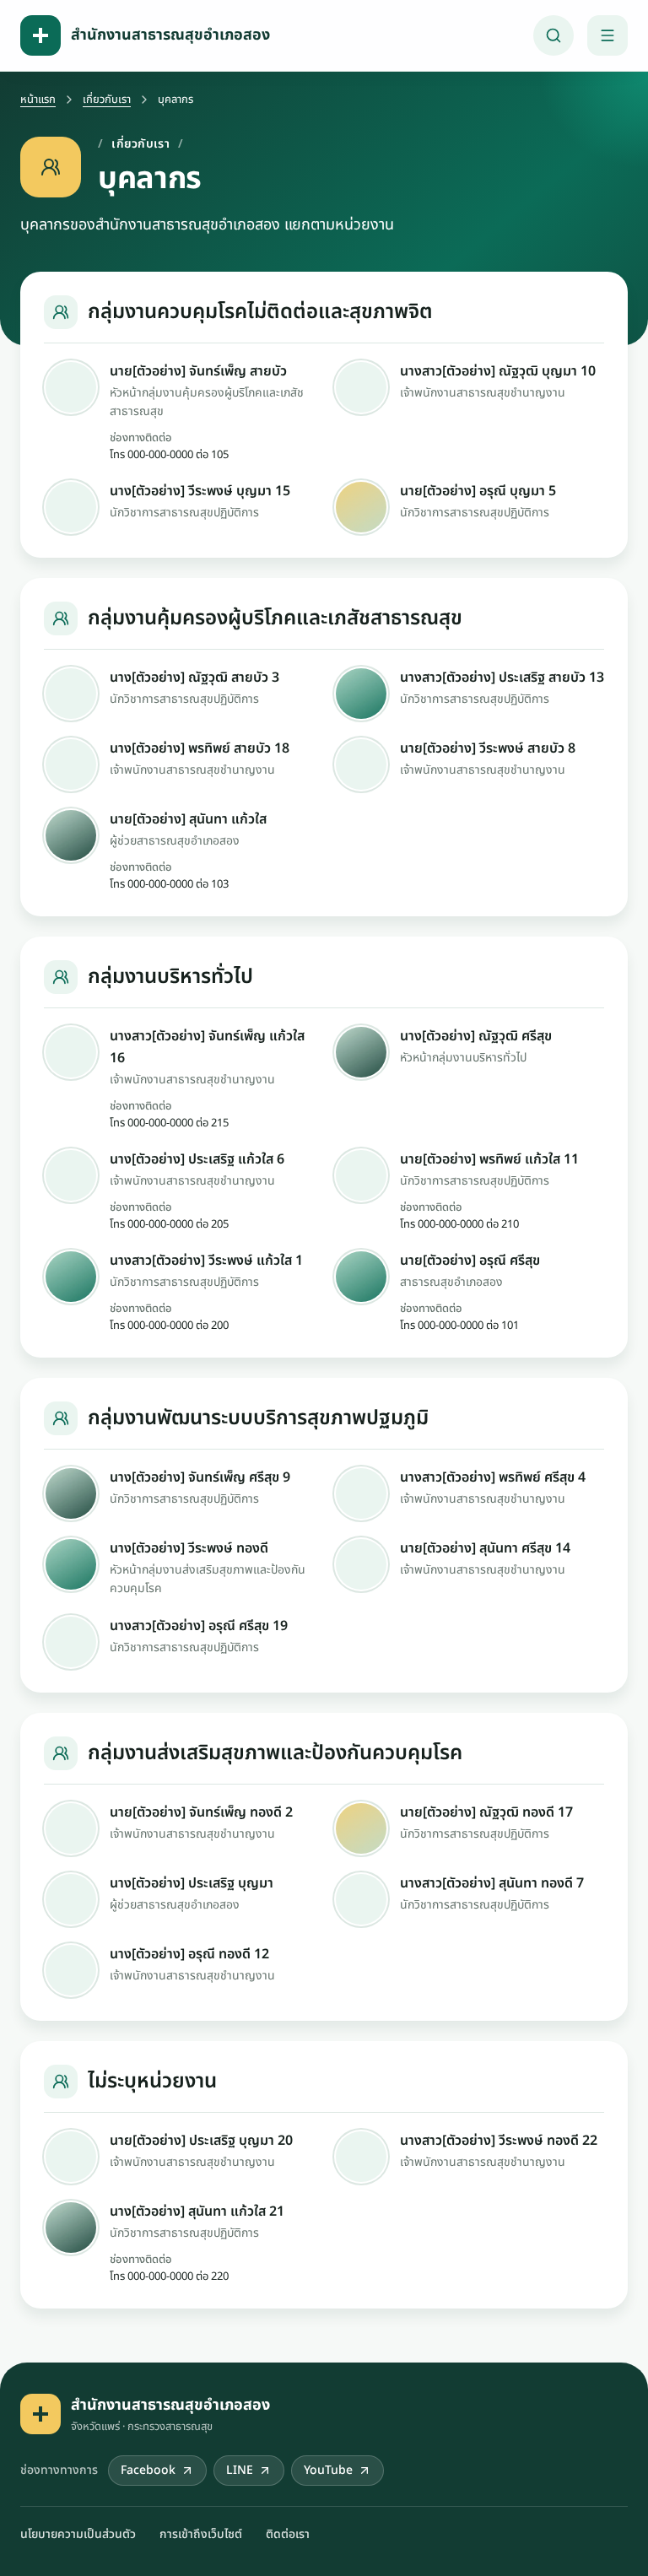 สำนักงานสาธารณสุขอำเภอสอง
หน้าแรก > เกี่ยวกับเรา > บุคลากร
/ เกี่ยวกับเรา /
บุคลากร
บุคลากรของสำนักงานสาธารณสุขอำเภอสอง แยกตามหน่วยงาน
กลุ่มงานควบคุมโรคไม่ติดต่อและสุขภาพจิต
นาย[ตัวอย่าง] จันทร์เพ็ญ สายบัว
หัวหน้ากลุ่มงานคุ้มครองผู้บริโภคและเภสัช
สาธารณสุข
ช่องทางติดต่อ
โทร 000-000-0000 ต่อ 105
นางสาว[ตัวอย่าง] ณัฐวุฒิ บุญมา 10
เจ้าพนักงานสาธารณสุขชำนาญงาน
นาง[ตัวอย่าง] วีระพงษ์ บุญมา 15
นักวิชาการสาธารณสุขปฏิบัติการ
นาย[ตัวอย่าง] อรุณี บุญมา 5
นักวิชาการสาธารณสุขปฏิบัติการ
กลุ่มงานคุ้มครองผู้บริโภคและเภสัชสาธารณสุข
นาง[ตัวอย่าง] ณัฐวุฒิ สายบัว 3
นักวิชาการสาธารณสุขปฏิบัติการ
นางสาว[ตัวอย่าง] ประเสริฐ สายบัว 13
นักวิชาการสาธารณสุขปฏิบัติการ
นาง[ตัวอย่าง] พรทิพย์ สายบัว 18
เจ้าพนักงานสาธารณสุขชำนาญงาน
นาย[ตัวอย่าง] วีระพงษ์ สายบัว 8
เจ้าพนักงานสาธารณสุขชำนาญงาน
นาย[ตัวอย่าง] สุนันทา แก้วใส
ผู้ช่วยสาธารณสุขอำเภอสอง
ช่องทางติดต่อ
โทร 000-000-0000 ต่อ 103
กลุ่มงานบริหารทั่วไป
นางสาว[ตัวอย่าง] จันทร์เพ็ญ แก้วใส
16
เจ้าพนักงานสาธารณสุขชำนาญงาน
ช่องทางติดต่อ
โทร 000-000-0000 ต่อ 215
นาง[ตัวอย่าง] ณัฐวุฒิ ศรีสุข
หัวหน้ากลุ่มงานบริหารทั่วไป
นาง[ตัวอย่าง] ประเสริฐ แก้วใส 6
เจ้าพนักงานสาธารณสุขชำนาญงาน
ช่องทางติดต่อ
โทร 000-000-0000 ต่อ 205
นาย[ตัวอย่าง] พรทิพย์ แก้วใส 11
นักวิชาการสาธารณสุขปฏิบัติการ
ช่องทางติดต่อ
โทร 000-000-0000 ต่อ 210
นางสาว[ตัวอย่าง] วีระพงษ์ แก้วใส 1
นักวิชาการสาธารณสุขปฏิบัติการ
ช่องทางติดต่อ
โทร 000-000-0000 ต่อ 200
นาย[ตัวอย่าง] อรุณี ศรีสุข
สาธารณสุขอำเภอสอง
ช่องทางติดต่อ
โทร 000-000-0000 ต่อ 101
กลุ่มงานพัฒนาระบบบริการสุขภาพปฐมภูมิ
นาง[ตัวอย่าง] จันทร์เพ็ญ ศรีสุข 9
นักวิชาการสาธารณสุขปฏิบัติการ
นางสาว[ตัวอย่าง] พรทิพย์ ศรีสุข 4
เจ้าพนักงานสาธารณสุขชำนาญงาน
นาง[ตัวอย่าง] วีระพงษ์ ทองดี
หัวหน้ากลุ่มงานส่งเสริมสุขภาพและป้องกัน
ควบคุมโรค
นาย[ตัวอย่าง] สุนันทา ศรีสุข 14
เจ้าพนักงานสาธารณสุขชำนาญงาน
นางสาว[ตัวอย่าง] อรุณี ศรีสุข 19
นักวิชาการสาธารณสุขปฏิบัติการ
กลุ่มงานส่งเสริมสุขภาพและป้องกันควบคุมโรค
นาย[ตัวอย่าง] จันทร์เพ็ญ ทองดี 2
เจ้าพนักงานสาธารณสุขชำนาญงาน
นาย[ตัวอย่าง] ณัฐวุฒิ ทองดี 17
นักวิชาการสาธารณสุขปฏิบัติการ
นาย[ตัวอย่าง] ประเสริฐ บุญมา
ผู้ช่วยสาธารณสุขอำเภอสอง
นางสาว[ตัวอย่าง] สุนันทา ทองดี 7
นักวิชาการสาธารณสุขปฏิบัติการ
นาง[ตัวอย่าง] อรุณี ทองดี 12
เจ้าพนักงานสาธารณสุขชำนาญงาน
ไม่ระบุหน่วยงาน
นาย[ตัวอย่าง] ประเสริฐ บุญมา 20
เจ้าพนักงานสาธารณสุขชำนาญงาน
นางสาว[ตัวอย่าง] วีระพงษ์ ทองดี 22
เจ้าพนักงานสาธารณสุขชำนาญงาน
นาง[ตัวอย่าง] สุนันทา แก้วใส 21
นักวิชาการสาธารณสุขปฏิบัติการ
ช่องทางติดต่อ
โทร 000-000-0000 ต่อ 220
สำนักงานสาธารณสุขอำเภอสอง
จังหวัดแพร่ · กระทรวงสาธารณสุข
ช่องทางทางการ Facebook LINE YouTube
นโยบายความเป็นส่วนตัว การเข้าถึงเว็บไซต์ ติดต่อเรา